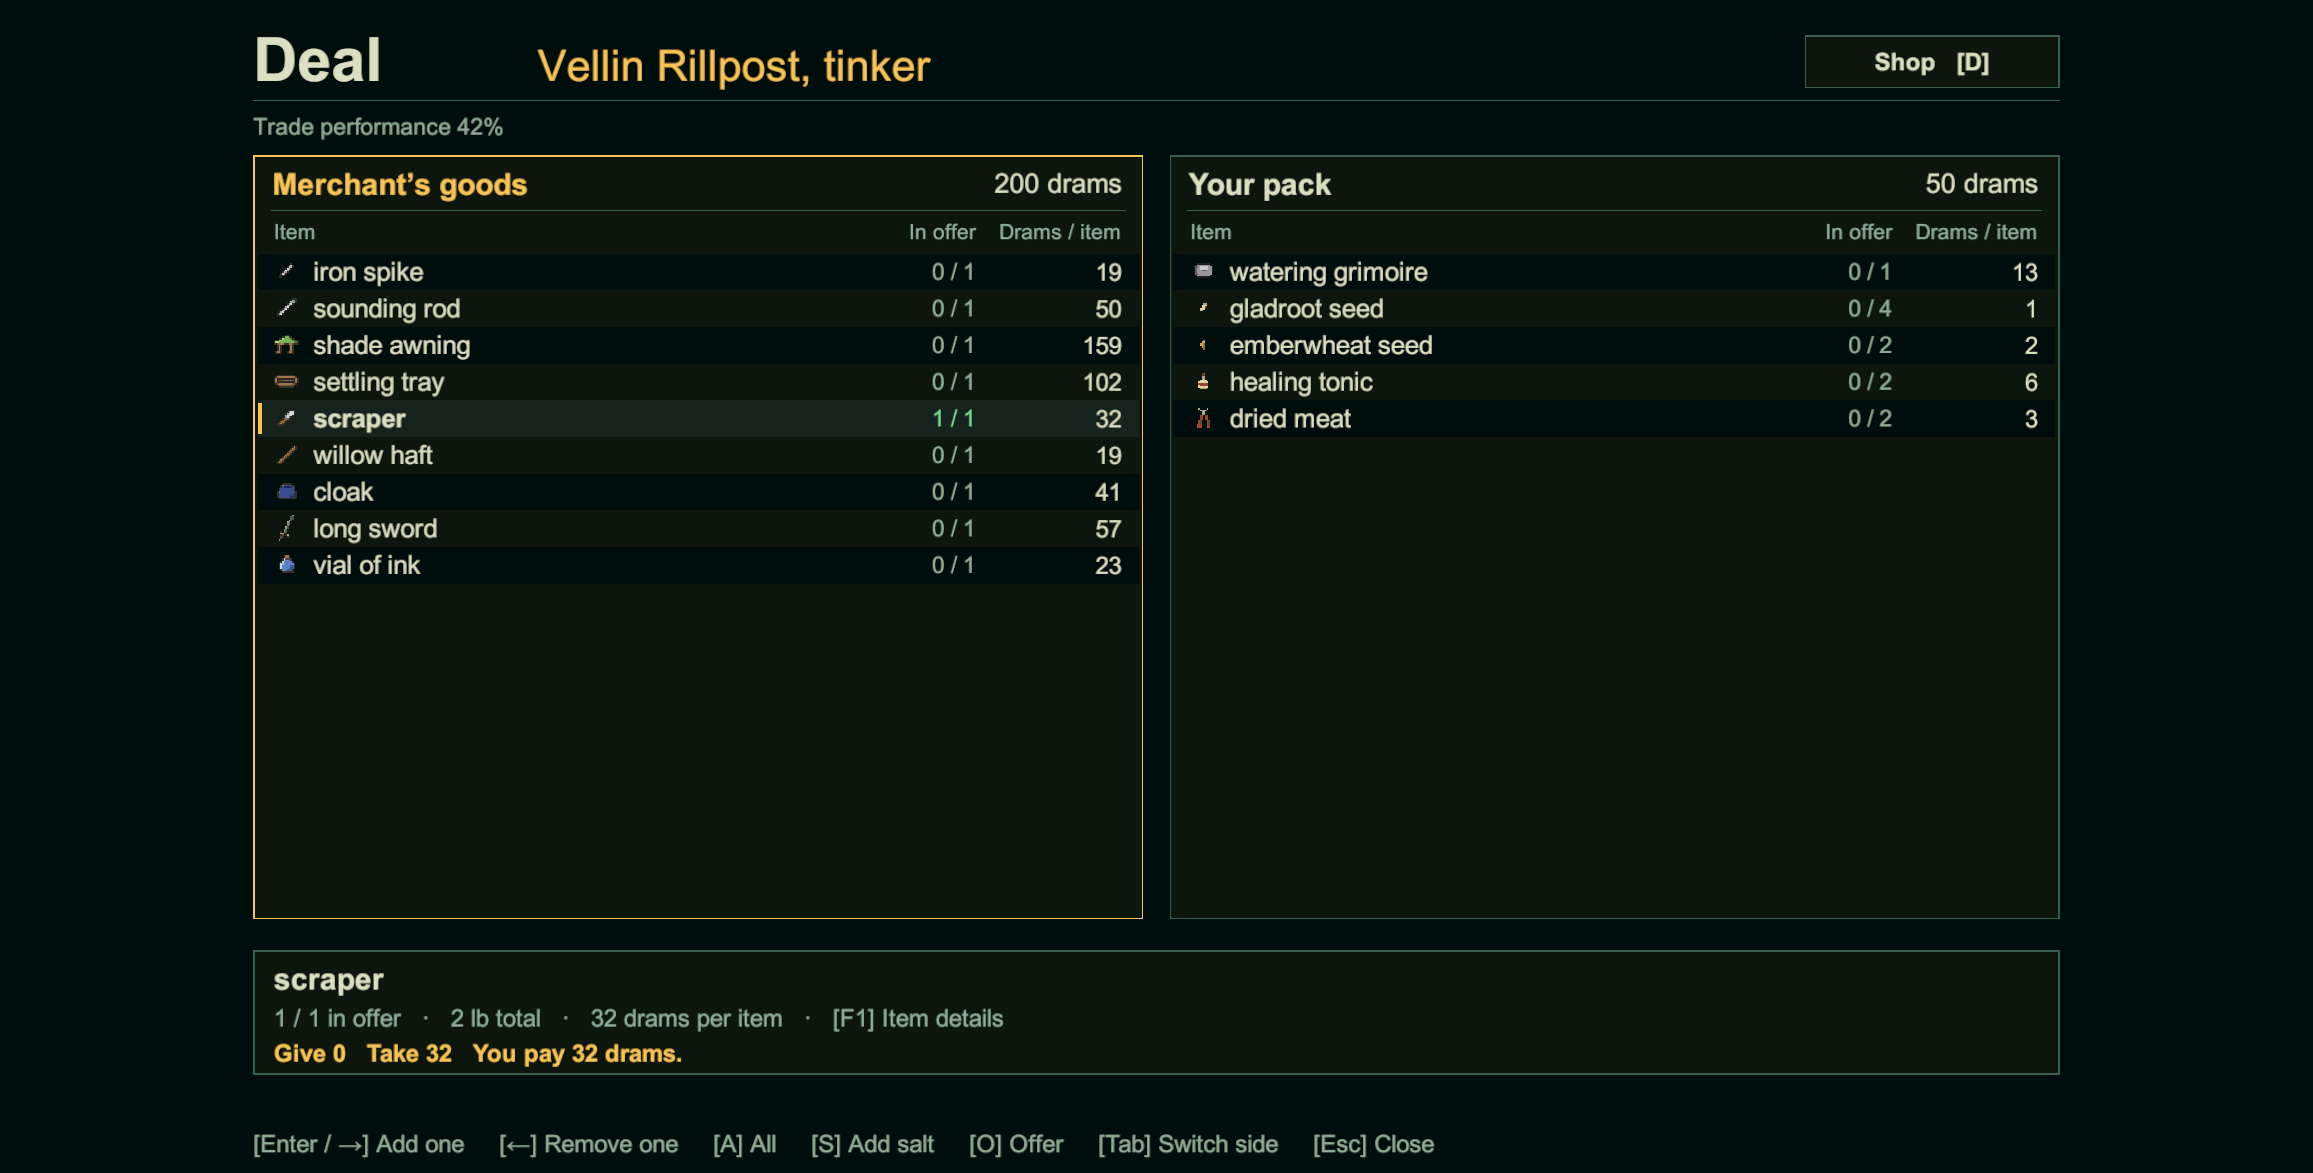 Deal Vellin Rillpost, tinker Shop [D]
Trade performance 42%
Merchant’s goods 200 drams
Item In offer Drams / item
iron spike 0 / 1 19
sounding rod 0 / 1 50
shade awning 0 / 1 159
settling tray 0 / 1 102
scraper 1 / 1 32
willow haft 0 / 1 19
cloak 0 / 1 41
long sword 0 / 1 57
vial of ink 0 / 1 23
Your pack 50 drams
Item In offer Drams / item
watering grimoire 0 / 1 13
gladroot seed 0 / 4 1
emberwheat seed 0 / 2 2
healing tonic 0 / 2 6
dried meat 0 / 2 3
scraper
1 / 1 in offer · 2 lb total · 32 drams per item · [F1] Item details
Give 0 Take 32 You pay 32 drams.
[Enter / →] Add one [←] Remove one [A] All [S] Add salt [O] Offer [Tab] Switch side [Esc] Close